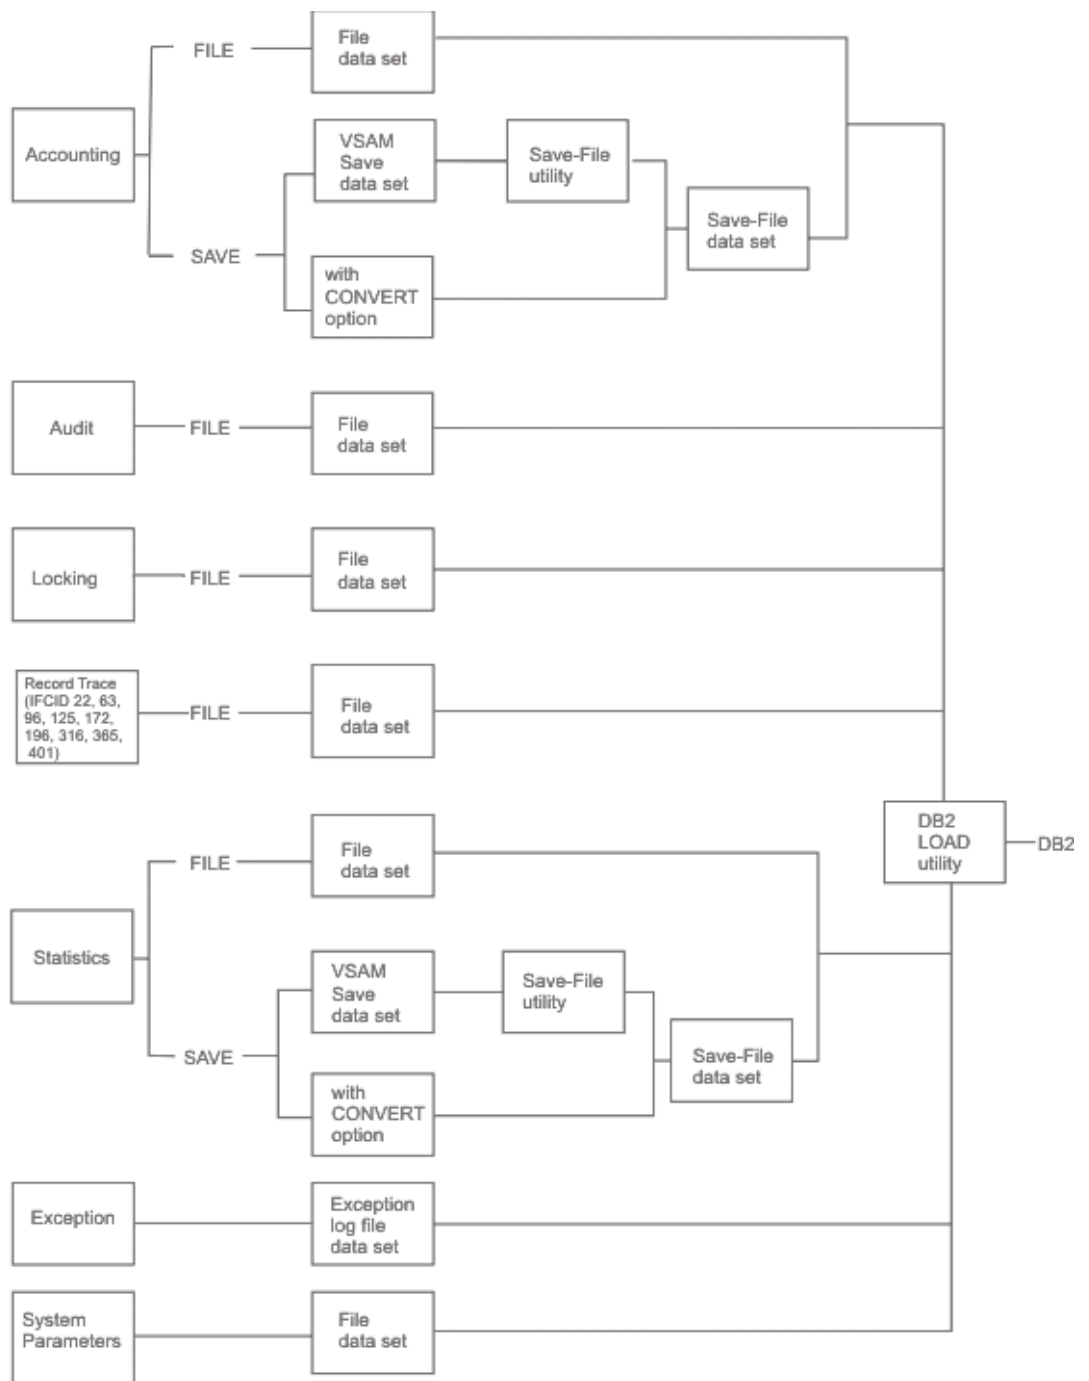 File
data set
FILE
Accounting
VSAM
Save
data set
Save-File
utility
Save-File
data set
SAVE
with
CONVERT
option
Audit
FILE
File
data set
Locking
FILE
File
data set
Record Trace
(IFCID 22, 63,
96, 125, 172,
196, 316, 365,
401)
FILE
File
data set
DB2
LOAD
utility
DB2
FILE
File
data set
Statistics
VSAM
Save
data set
Save-File
utility
SAVE
Save-File
data set
with
CONVERT
option
Exception
Exception
log file
data set
System
Parameters
File
data set